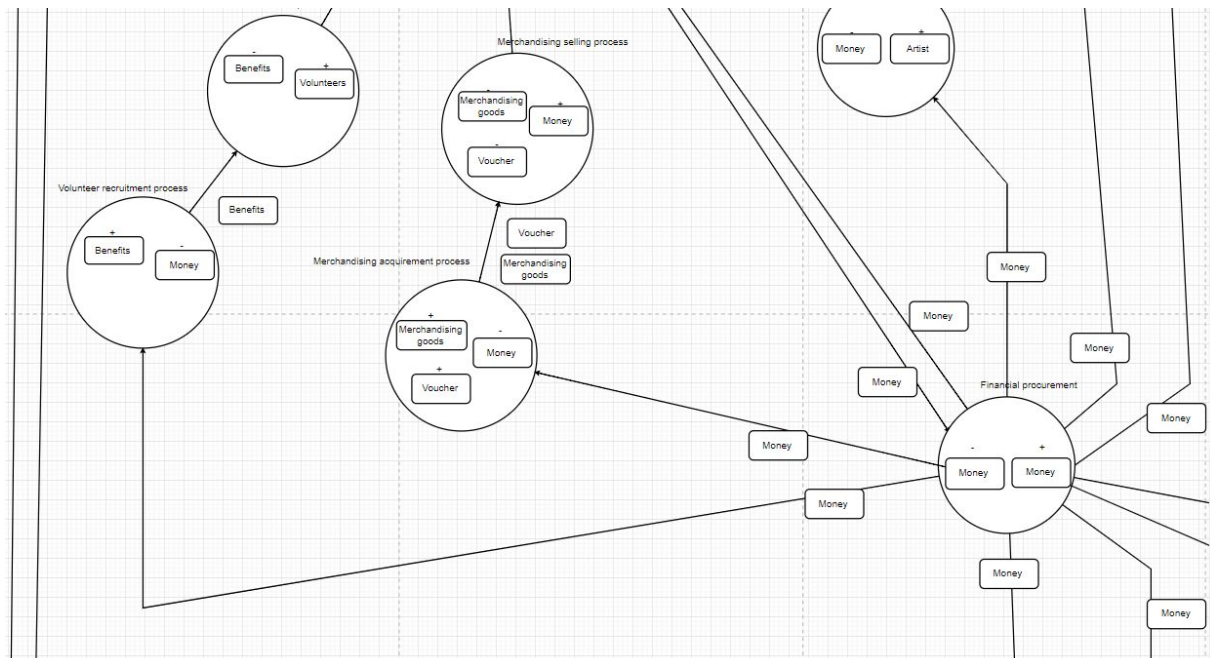 -
Benefits
+
Volunteers
Merchandising selling process
-
Merchandising
goods
+
Money
-
Voucher
-
Money
+
Artist
Volunteer recruitment process
Benefits
+
Benefits
-
Money
Voucher
Merchandising
goods
Merchandising acquirement process
+
Merchandising
goods
-
Money
+
Voucher
Money
Money
Money
Money
Financial procurement
Money
-
Money
+
Money
Money
Money
Money
Money